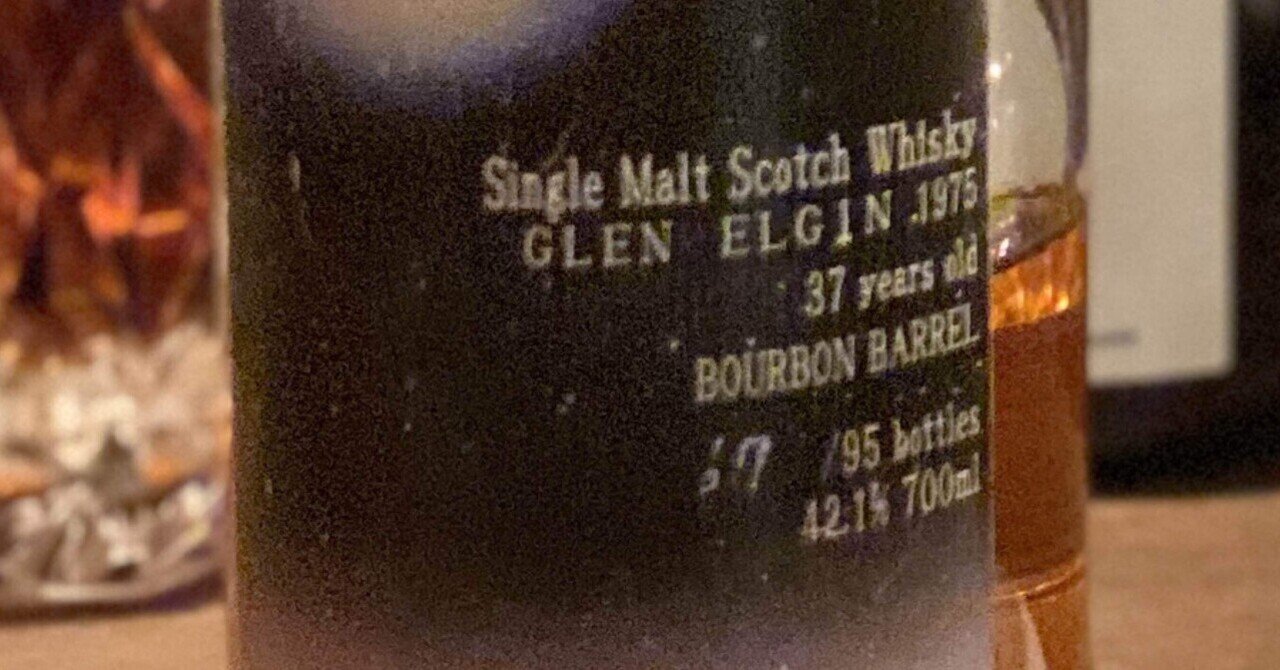 Single Malt Scotch Whisky
GLEN ELGIN 1975
37 years old
BOURBON BARREL
/95 bottles
42.1% 700ml